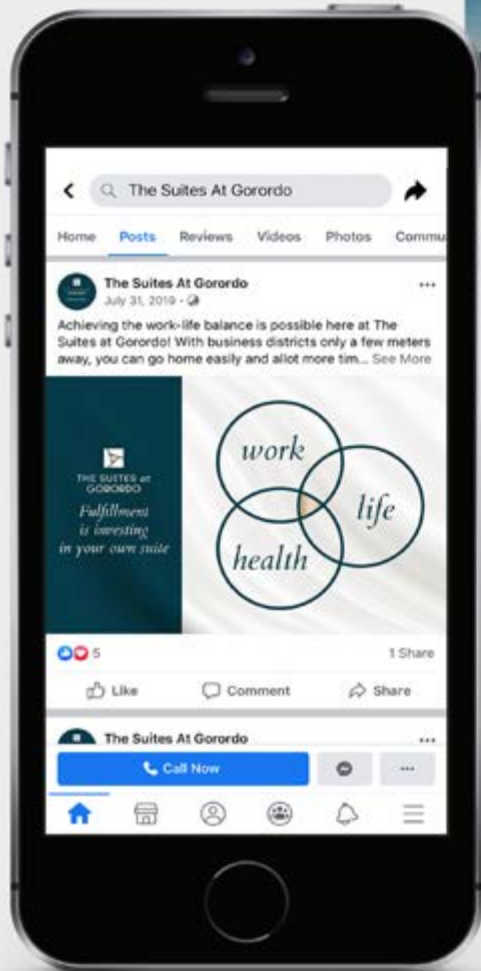 The Suites At Gorordo
Home Posts Reviews Videos Photos Commu
The Suites At Gorordo
July 31, 2019 ·
Achieving the work-life balance is possible here at The
Suites at Gorordo! With business districts only a few meters
away, you can go home easily and allot more tim... See More
THE SUITES at
GORORDO
Fulfillment
is investing
in your own suite
work
life
health
5 1 Share
Like Comment Share
The Suites At Gorordo
Call Now